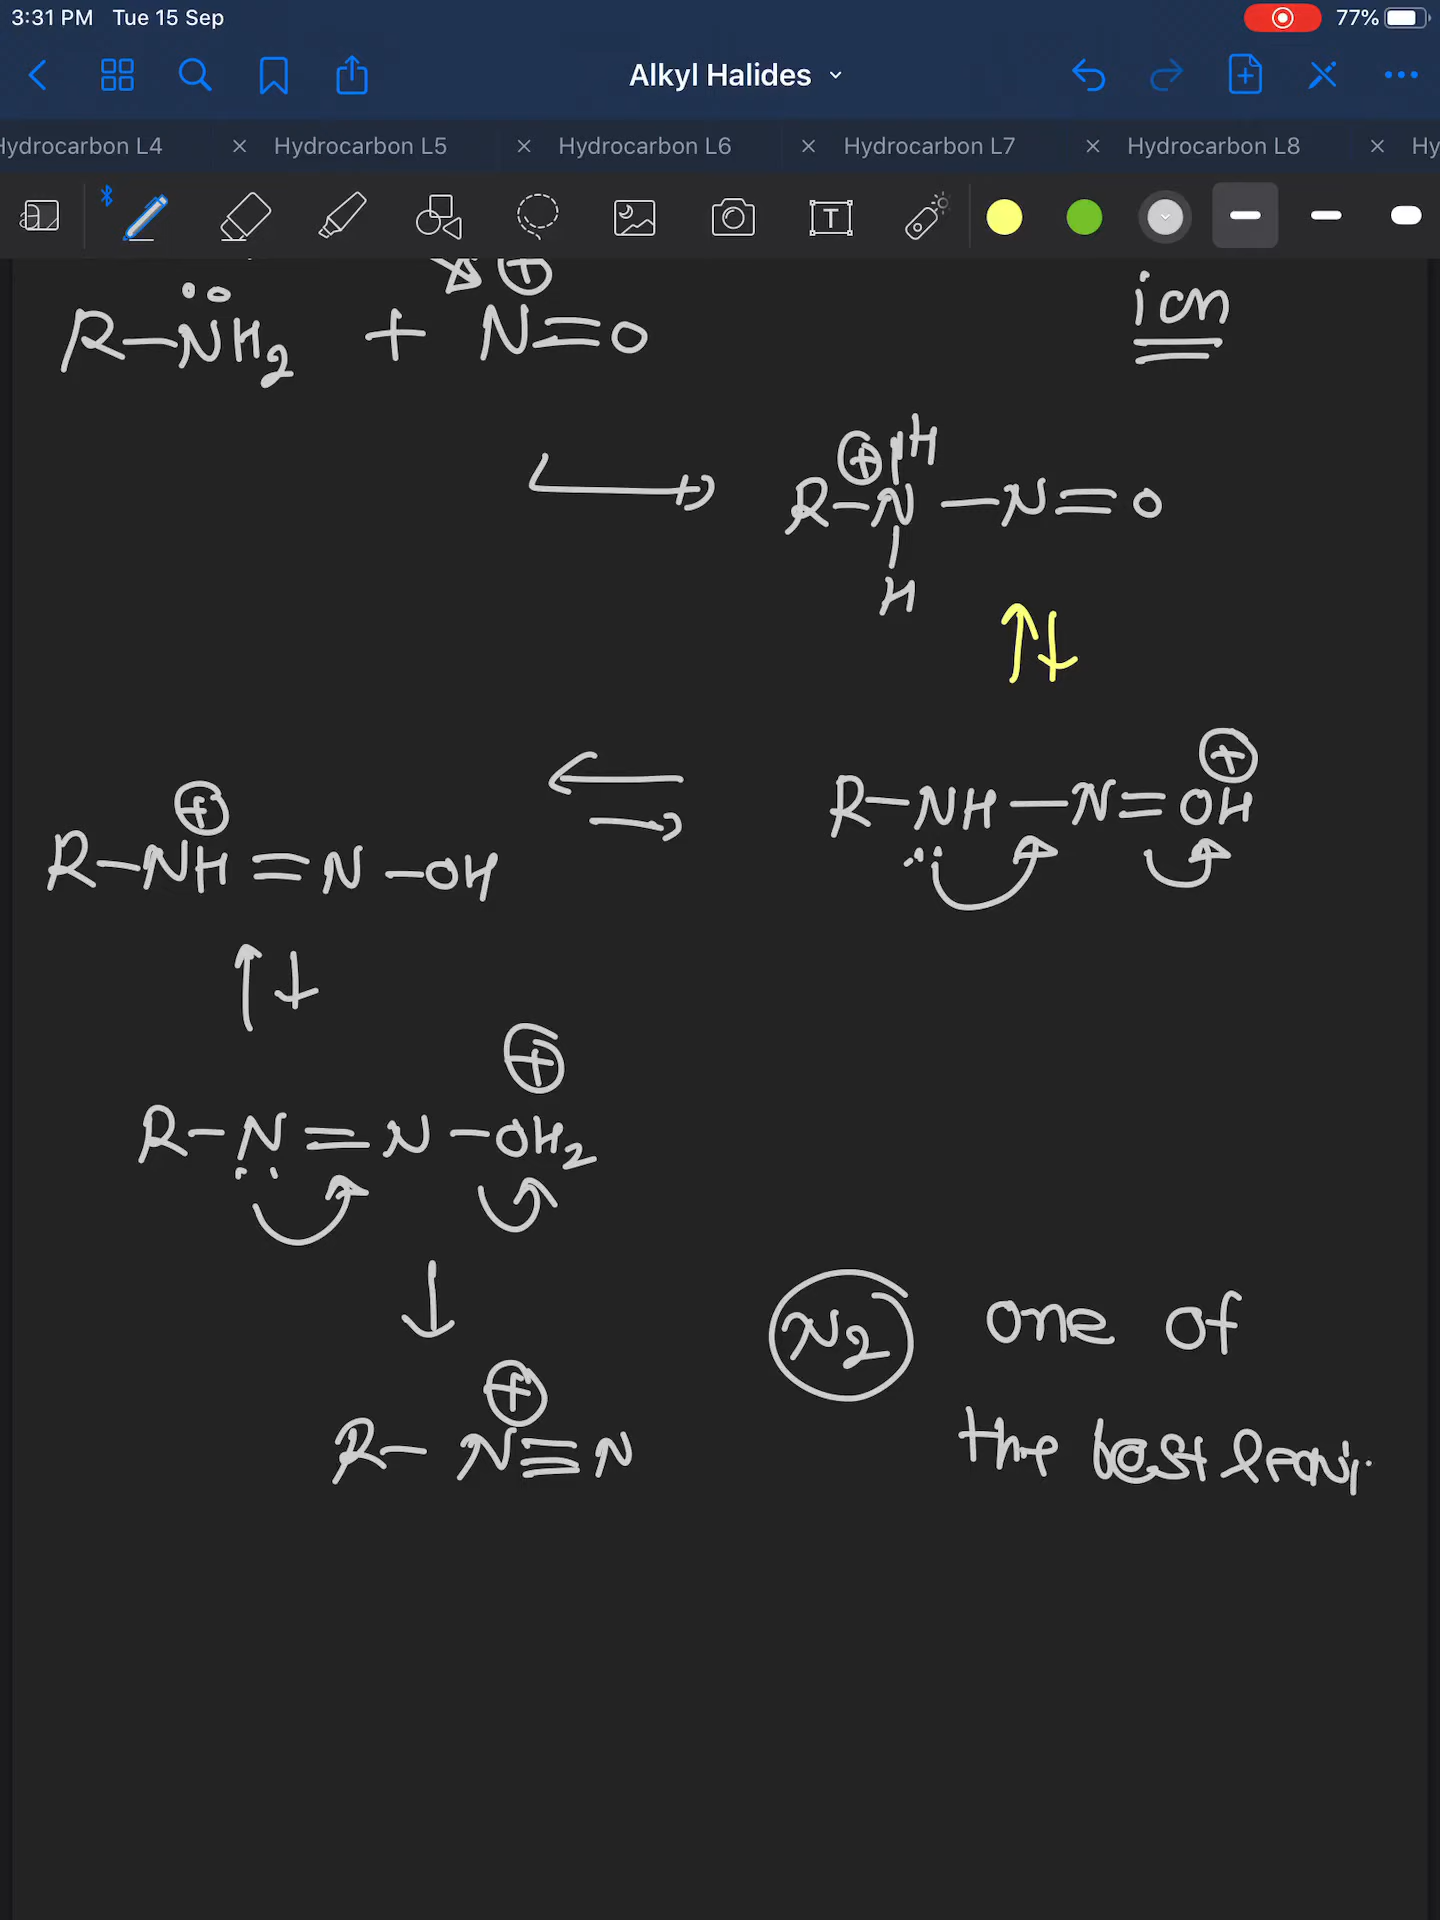 3:31 PM Tue 15 Sep
77%
Alkyl Halides
Hydrocarbon L4 × Hydrocarbon L5 × Hydrocarbon L6 × Hydrocarbon L7 × Hydrocarbon L8 × Hy
T
⊕
R–NH₂ + N=O
ion
⊕ H
R–N–N=O
H
⊕
R–NH–N=OH
⊕
R–NH=N–OH
⊕
R–N=N–OH₂
N₂ one of
⊕
R–N≡N
the best